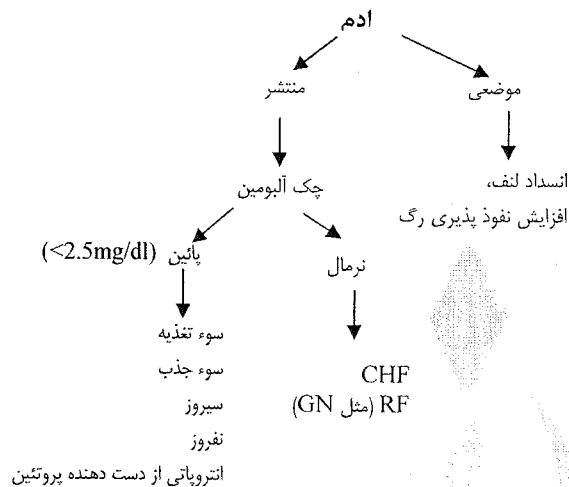 ادم
موضعی
منتشر
انسداد لنف،
افزایش نفوذ پذیری رگ
چک آلبومین
نرمال
پائین (<2.5mg/dl)
CHF
RF (مثل GN)
سوء تغذیه
سوء جذب
سیروز
نفروز
انتروپاتی از دست دهنده پروتئین